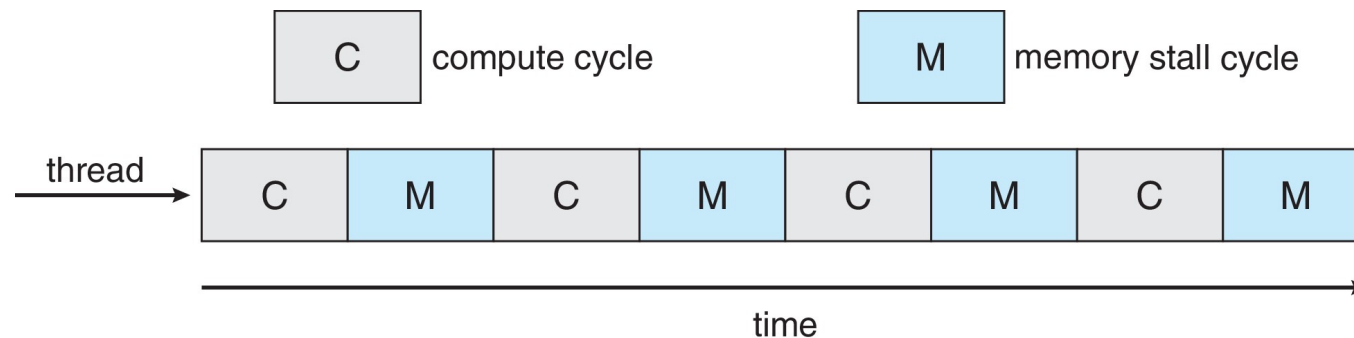 C compute cycle M memory stall cycle
thread
C M C M C M C M
time